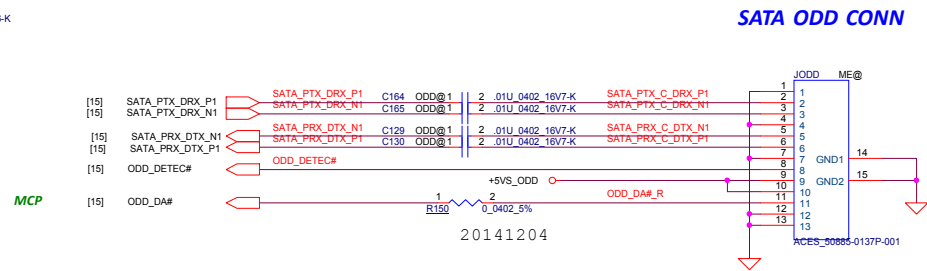 SATA ODD CONN
-K
JODD ME@
[15] SATA_PTX_DRX_P1 SATA_PTX_DRX_P1 C164 ODD@ 1 2 .01U_0402_16V7-K SATA_PTX_C_DRX_P1 1 1
[15] SATA_PTX_DRX_N1 SATA_PTX_DRX_N1 C165 ODD@ 1 2 .01U_0402_16V7-K SATA_PTX_C_DRX_N1 2 2
3 3
4 4
[15] SATA_PRX_DTX_N1 SATA_PRX_DTX_N1 C129 ODD@ 1 2 .01U_0402_16V7-K SATA_PRX_C_DTX_N1 5 5
[15] SATA_PRX_DTX_P1 SATA_PRX_DTX_P1 C130 ODD@ 1 2 .01U_0402_16V7-K SATA_PRX_C_DTX_P1 6 6
7 7 GND1 14
[15] ODD_DETEC# ODD_DETEC# 8 8
+5VS_ODD 9 9 GND2 15
10 10
MCP [15] ODD_DA# 1 2 ODD_DA#_R 11 11
R150 0_0402_5% 12 12
13 13
20141204
ACES_50885-0137P-001